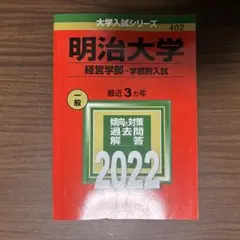 大学入試シリーズ
402
明治大学
経営学部-学部別入試
一般
最近3ヵ年
傾向と対策
過去問
解答
2022